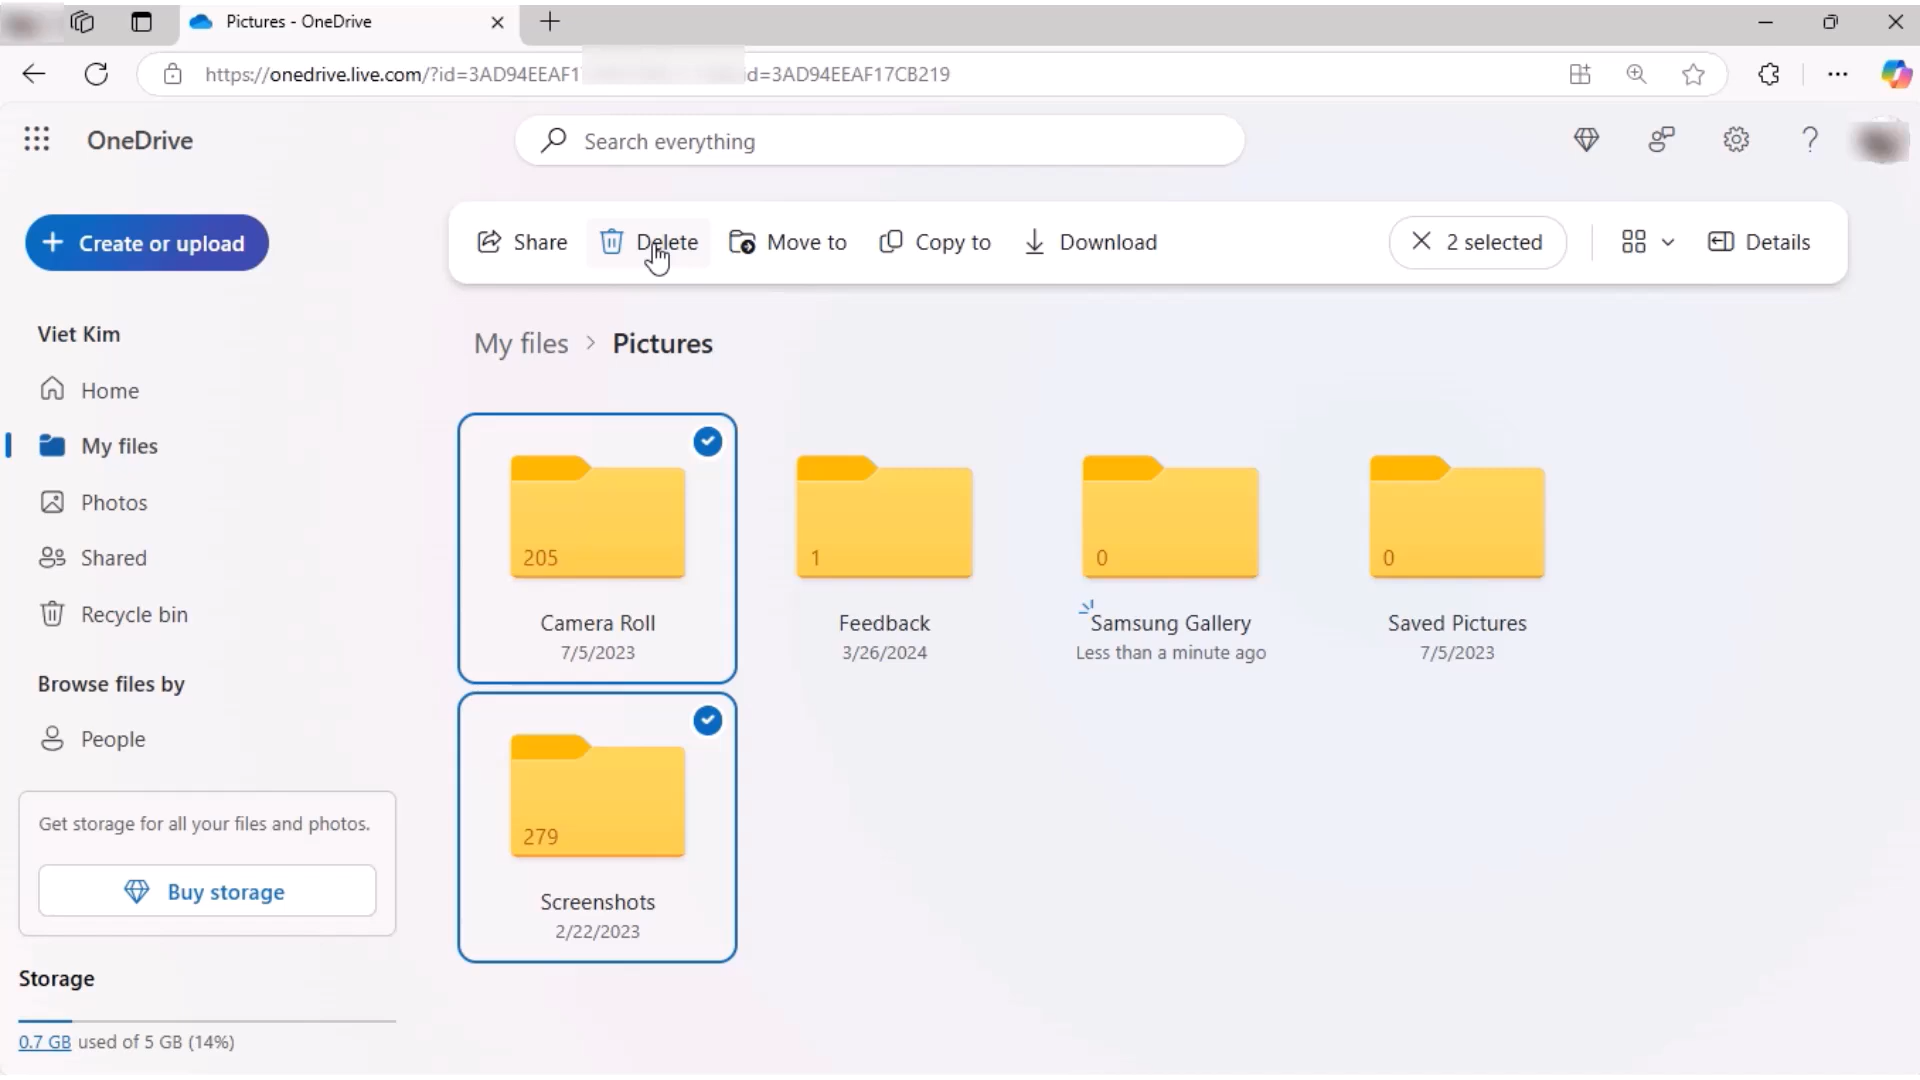 Pictures - OneDrive
https://onedrive.live.com/?id=3AD94EEAF1 id=3AD94EEAF17CB219
OneDrive
Search everything
Create or upload
Share
Delete
Move to
Copy to
Download
2 selected
Details
Viet Kim
Home
My files
Photos
Shared
Recycle bin
Browse files by
People
Get storage for all your files and photos.
Buy storage
Storage
0.7 GB used of 5 GB (14%)
My files > Pictures
205
Camera Roll
7/5/2023
1
Feedback
3/26/2024
0
Samsung Gallery
Less than a minute ago
0
Saved Pictures
7/5/2023
279
Screenshots
2/22/2023